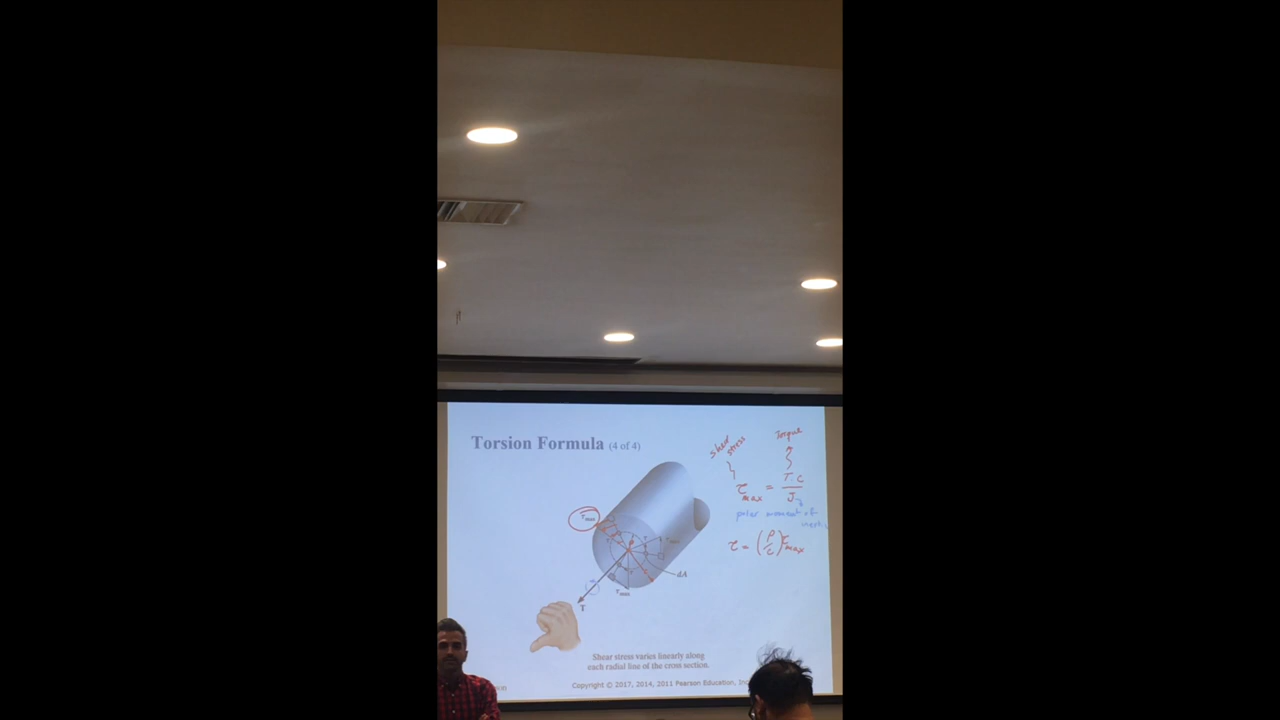 Torsion Formula (4 of 4)
shear stress
Torque
τmax = T·c / J
polar moment of inertia
τ = (ρ/c) τmax
τmax
τ
τmax
dA
T
Shear stress varies linearly along
each radial line of the cross section.
Copyright © 2017, 2014, 2011 Pearson Education, Inc